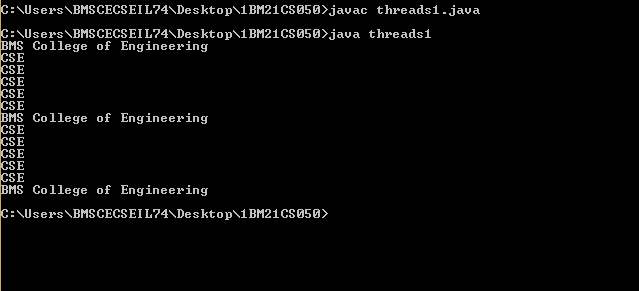 C:\Users\BMSCECSEIL74\Desktop\1BM21CS050>javac threads1.java
C:\Users\BMSCECSEIL74\Desktop\1BM21CS050>java threads1
BMS College of Engineering
CSE
CSE
CSE
CSE
CSE
BMS College of Engineering
CSE
CSE
CSE
CSE
CSE
BMS College of Engineering
C:\Users\BMSCECSEIL74\Desktop\1BM21CS050>